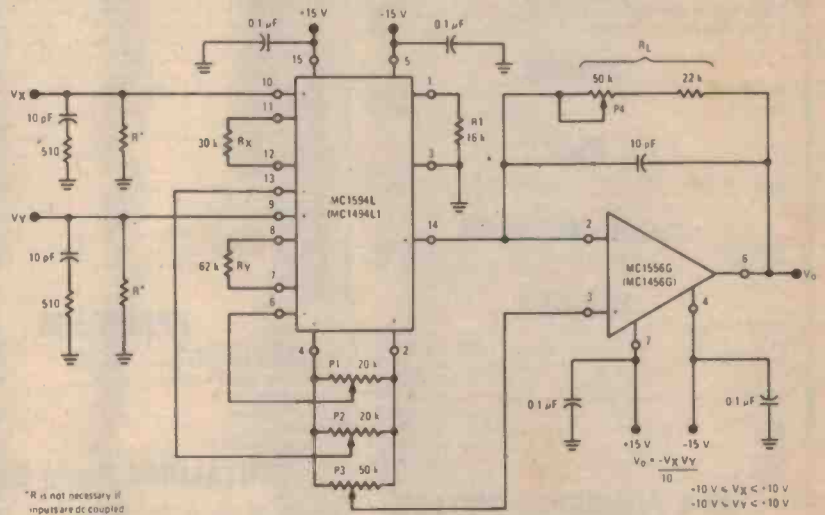 0.1 µF
+15 V
-15 V
0.1 µF
15
5
RL
50 k
22 k
P4
VX
10
1
11
10 pF
510
R*
30 k
RX
12
R1
16 k
3
10 pF
13
MC1594L
(MC1494L)
VY
9
14
8
62 k
RY
7
10 pF
510
R*
6
2
3
MC1556G
(MC1456G)
6
Vo
4
7
4
2
P1
20 k
P2
20 k
P3
50 k
0.1 µF
0.1 µF
+15 V
-15 V
Vo = -VX VY
10
*R is not necessary if
inputs are dc coupled
-10 V ≤ VX ≤ +10 V
-10 V ≤ VY ≤ +10 V